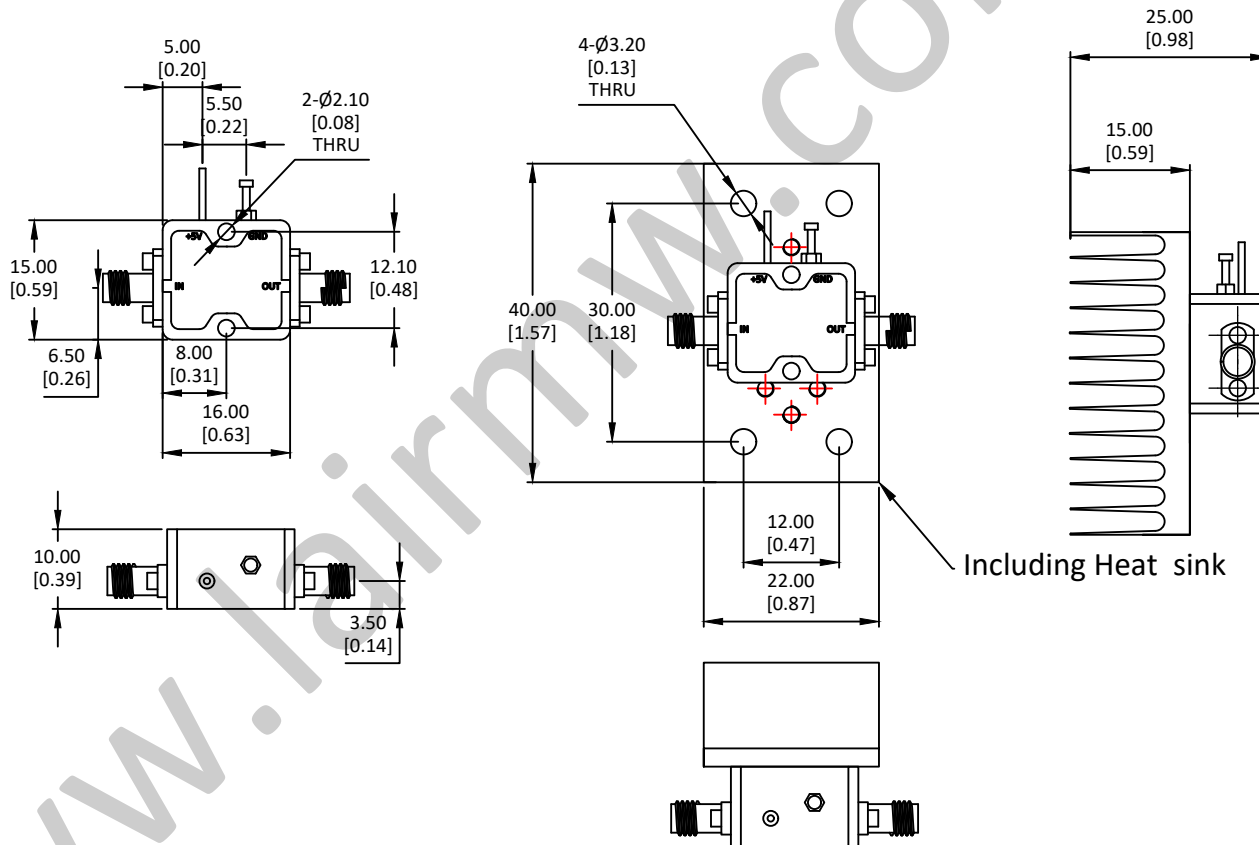 5.00
[0.20]
5.50
[0.22]
2-Ø2.10
[0.08]
THRU
15.00
[0.59]
12.10
[0.48]
6.50
[0.26]
8.00
[0.31]
16.00
[0.63]
+5V
GND
IN
OUT
10.00
[0.39]
3.50
[0.14]
4-Ø3.20
[0.13]
THRU
40.00
[1.57]
30.00
[1.18]
+5V
GND
IN
OUT
12.00
[0.47]
22.00
[0.87]
Including Heat sink
25.00
[0.98]
15.00
[0.59]
w.lairmw.co